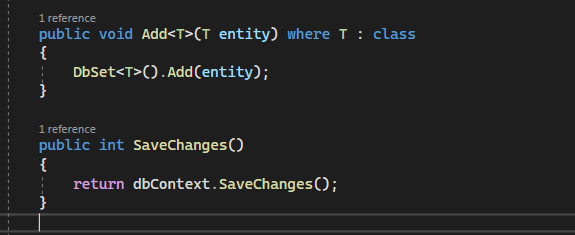 1 reference
public void Add<T>(T entity) where T : class
{
DbSet<T>().Add(entity);
}
1 reference
public int SaveChanges()
{
return dbContext.SaveChanges();
}